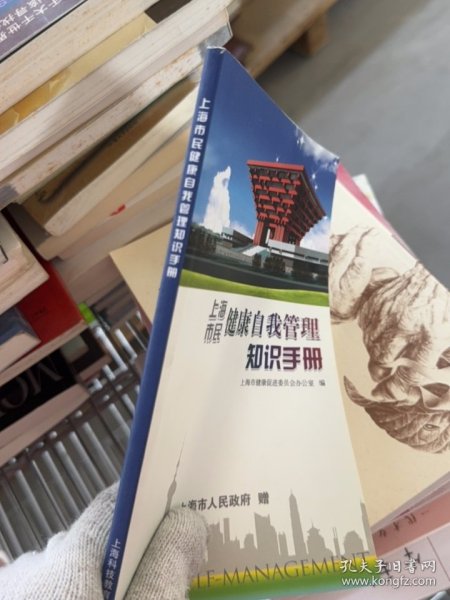 上海市民健康自我管理知识手册
上海科技教育
上海
市民
健康自我管理
知识手册
上海市健康促进委员会办公室 编
上海市人民政府 赠
LF-MANAGEMENT
孔夫子旧书网
www.kongfz.com